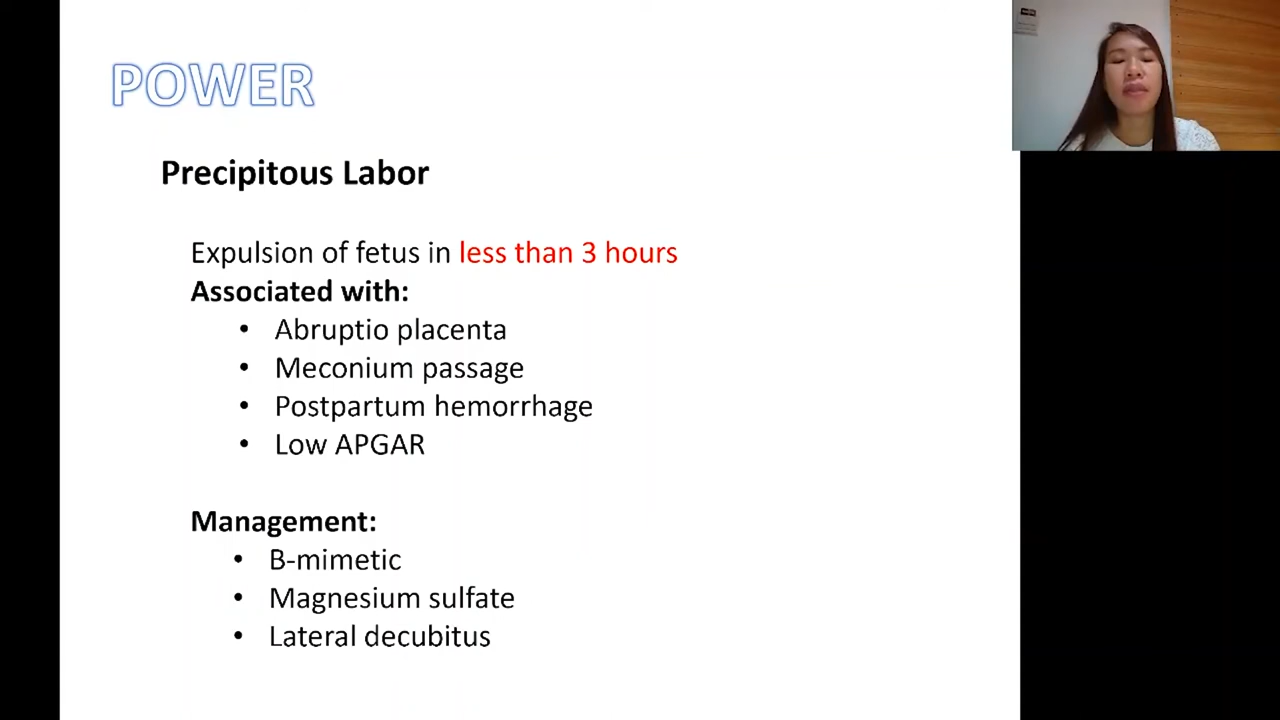 POWER
Precipitous Labor
Expulsion of fetus in less than 3 hours
Associated with:
• Abruptio placenta
• Meconium passage
• Postpartum hemorrhage
• Low APGAR
Management:
• B-mimetic
• Magnesium sulfate
• Lateral decubitus